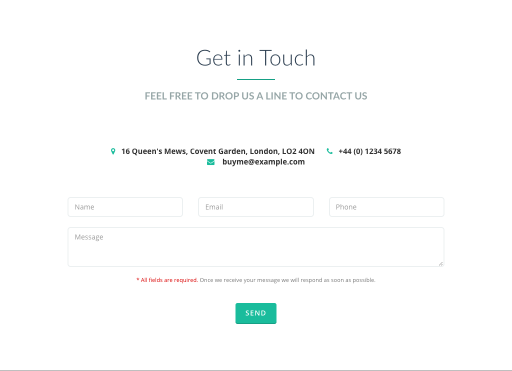 Get in Touch
FEEL FREE TO DROP US A LINE TO CONTACT US
16 Queen's Mews, Covent Garden, London, LO2 4ON +44 (0) 1234 5678
buyme@example.com
Name Email Phone
Message
* All fields are required. Once we receive your message we will respond as soon as possible.
SEND